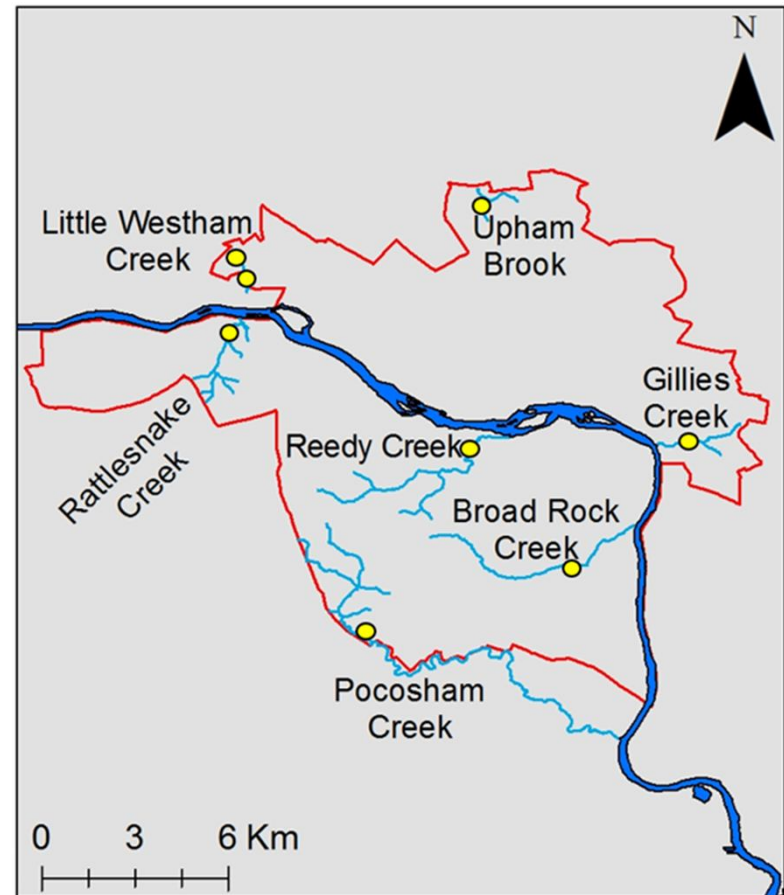 N
Little Westham
Creek
Upham
Brook
Gillies
Creek
Rattlesnake
Creek
Reedy Creek
Broad Rock
Creek
Pocosham
Creek
0 3 6 Km